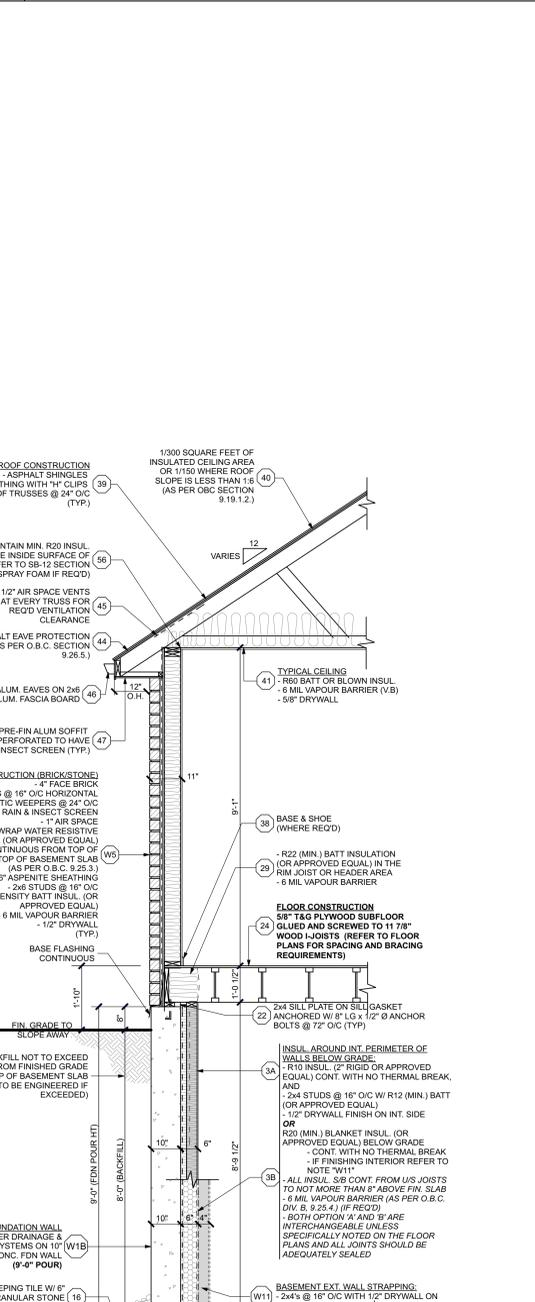 ROOF CONSTRUCTION
- ASPHALT SHINGLES
THING WITH "H" CLIPS
OF TRUSSES @ 24" O/C
(TYP.)
39
1/300 SQUARE FEET OF
INSULATED CEILING AREA
OR 1/150 WHERE ROOF
SLOPE IS LESS THAN 1:6
(AS PER OBC SECTION
9.19.1.2.)
40
12
VARIES
NTAIN MIN. R20 INSUL.
E INSIDE SURFACE OF
FER TO SB-12 SECTION
SPRAY FOAM IF REQ'D)
56
1/2" AIR SPACE VENTS
AT EVERY TRUSS FOR
REQ'D VENTILATION
CLEARANCE
45
ALT EAVE PROTECTION
S PER O.B.C. SECTION
9.26.5.)
44
ALUM. EAVES ON 2x6
LUM. FASCIA BOARD
46
12"
O.H.
41
TYPICAL CEILING
- R60 BATT OR BLOWN INSUL.
- 6 MIL VAPOUR BARRIER (V.B)
- 5/8" DRYWALL
PRE-FIN ALUM SOFFIT
PERFORATED TO HAVE
INSECT SCREEN (TYP.)
47
RUCTION (BRICK/STONE)
- 4" FACE BRICK
S @ 16" O/C HORIZONTAL
TIC WEEPERS @ 24" O/C
RAIN & INSECT SCREEN
- 1" AIR SPACE
WRAP WATER RESISTIVE
(OR APPROVED EQUAL)
NTINUOUS FROM TOP OF
TOP OF BASEMENT SLAB
(AS PER O.B.C. 9.25.3.)
6" ASPENITE SHEATHING
- 2x6 STUDS @ 16" O/C
ENSITY BATT INSUL. (OR
APPROVED EQUAL)
6 MIL VAPOUR BARRIER
- 1/2" DRYWALL
(TYP.)
W5
11"
9'-1"
38
BASE & SHOE
(WHERE REQ'D)
29
- R22 (MIN.) BATT INSULATION
(OR APPROVED EQUAL) IN THE
RIM JOIST OR HEADER AREA
- 6 MIL VAPOUR BARRIER
24
FLOOR CONSTRUCTION
5/8" T&G PLYWOOD SUBFLOOR
GLUED AND SCREWED TO 11 7/8"
WOOD I-JOISTS (REFER TO FLOOR
PLANS FOR SPACING AND BRACING
REQUIREMENTS)
BASE FLASHING
CONTINUOUS
1'-10"
8"
1'-0 1/2"
22
2x4 SILL PLATE ON SILL GASKET
ANCHORED W/ 8" LG x 1/2" Ø ANCHOR
BOLTS @ 72" O/C (TYP)
FIN. GRADE TO
SLOPE AWAY
KFILL NOT TO EXCEED
ROM FINISHED GRADE
P OF BASEMENT SLAB
TO BE ENGINEERED IF
EXCEEDED)
9'-0" (FDN POUR HT)
8'-0" (BACKFILL)
10"
6"
8'-9 1/2"
10"
6"
4"
3A
INSUL. AROUND INT. PERIMETER OF
WALLS BELOW GRADE:
- R10 INSUL. (2" RIGID OR APPROVED
EQUAL) CONT. WITH NO THERMAL BREAK,
AND
- 2x4 STUDS @ 16" O/C W/ R12 (MIN.) BATT
(OR APPROVED EQUAL)
- 1/2" DRYWALL FINISH ON INT. SIDE
OR
R20 (MIN.) BLANKET INSUL. (OR
APPROVED EQUAL) BELOW GRADE
- CONT. WITH NO THERMAL BREAK
- IF FINISHING INTERIOR REFER TO
NOTE "W11"
3B
- ALL INSUL. S/B CONT. FROM U/S JOISTS
TO NOT MORE THAN 8" ABOVE FIN. SLAB
- 6 MIL VAPOUR BARRIER (AS PER O.B.C.
DIV. B, 9.25.4.) (IF REQ'D)
- BOTH OPTION 'A' AND 'B' ARE
INTERCHANGEABLE UNLESS
SPECIFICALLY NOTED ON THE FLOOR
PLANS AND ALL JOINTS SHOULD BE
ADEQUATELY SEALED
UNDATION WALL
ER DRAINAGE &
YSTEMS ON 10"
ONC. FDN WALL
(9'-0" POUR)
W1B
EPING TILE W/ 6"
RANULAR STONE
16
W11
BASEMENT EXT. WALL STRAPPING:
- 2x4's @ 16" O/C WITH 1/2" DRYWALL ON